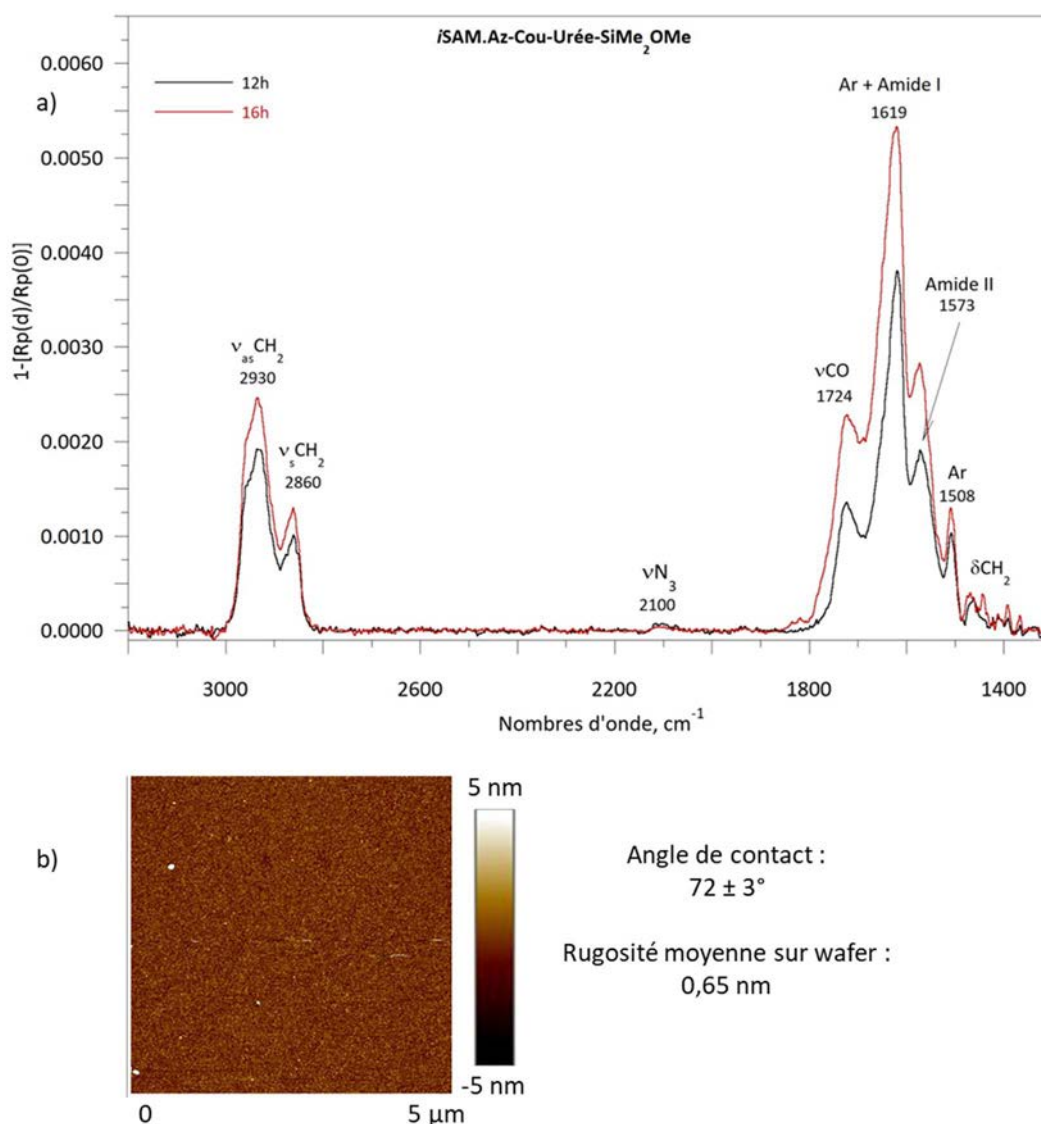 iSAM.Az-Cou-Urée-SiMe2OMe
a)
12h
16h
0.0060
0.0050
0.0040
0.0030
0.0020
0.0010
0.0000
1-[Rp(d)/Rp(0)]
νasCH2
2930
νsCH2
2860
νN3
2100
νCO
1724
Ar + Amide I
1619
Amide II
1573
Ar
1508
δCH2
3000 2600 2200 1800 1400
Nombres d'onde, cm-1
b)
5 nm
-5 nm
0 5 µm
Angle de contact :
72 ± 3°
Rugosité moyenne sur wafer :
0,65 nm